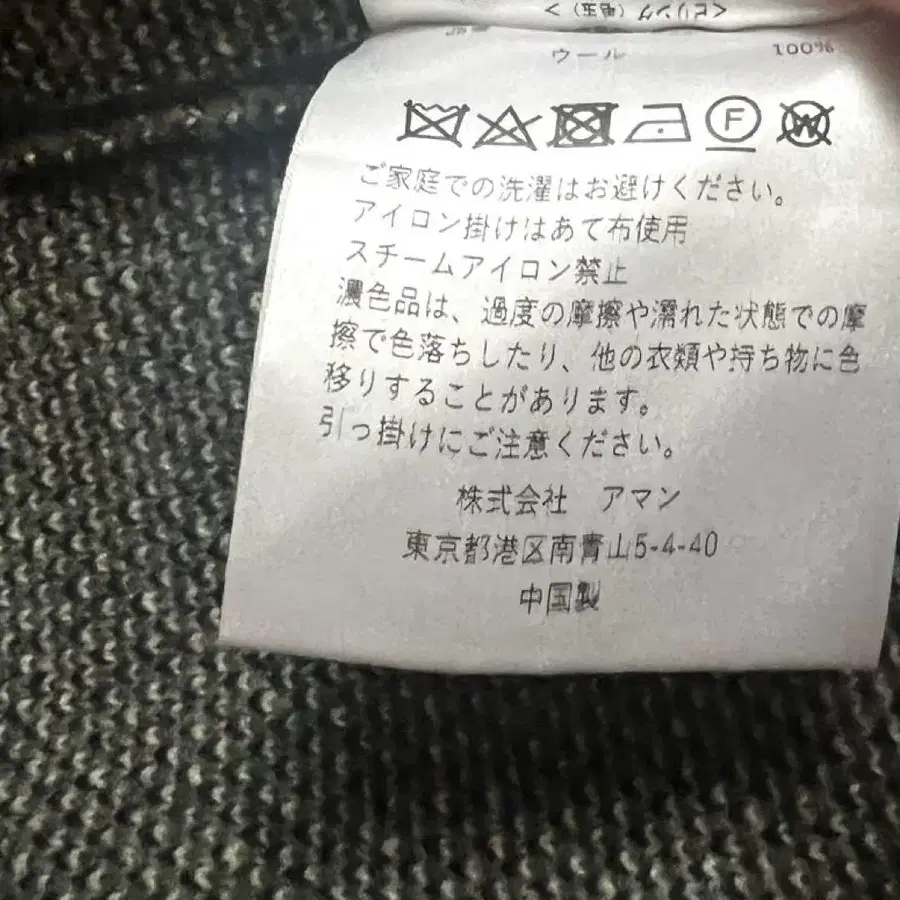 ＜ピリング（毛玉）＞
ウール 100%
F W
ご家庭での洗濯はお避けください。
アイロン掛けはあて布使用
スチームアイロン禁止
濃色品は、過度の摩擦や濡れた状態での摩
擦で色落ちしたり、他の衣類や持ち物に色
移りすることがあります。
引っ掛けにご注意ください。
株式会社 アマン
東京都港区南青山5-4-40
中国製